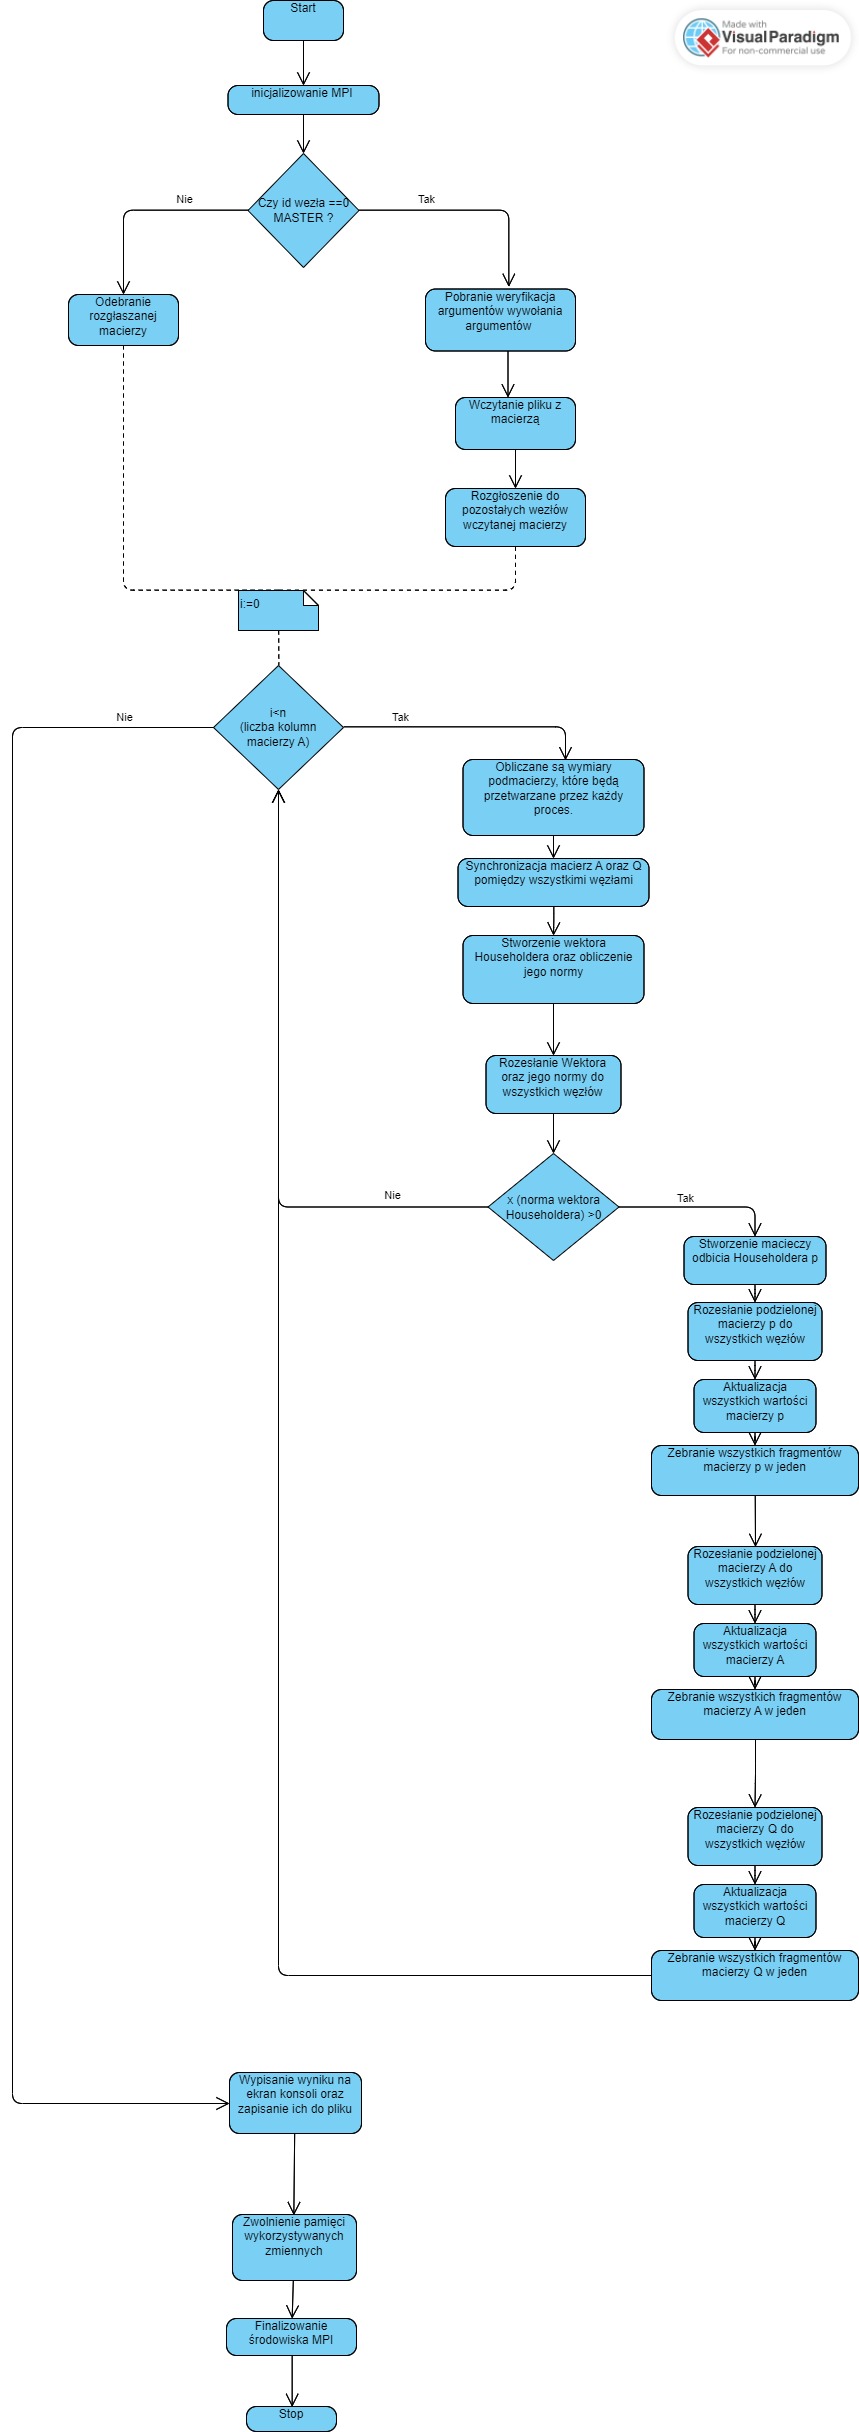 Start
Made with
VisualParadigm
For non-commercial use
inicjalizowanie MPI
Czy id wezła ==0
MASTER ?
Nie
Tak
Odebranie
rozgłaszanej
macierzy
Pobranie weryfikacja
argumentów wywołania
argumentów
Wczytanie pliku z
macierzą
Rozgłoszenie do
pozostałych wezłów
wczytanej macierzy
i:=0
i<n
(liczba kolumn
macierzy A)
Nie
Tak
Obliczane są wymiary
podmacierzy, które będą
przetwarzane przez każdy
proces.
Synchronizacja macierz A oraz Q
pomiędzy wszystkimi węzłami
Stworzenie wektora
Householdera oraz obliczenie
jego normy
Rozesłanie Wektora
oraz jego normy do
wszystkich węzłów
x (norma wektora
Householdera) >0
Nie
Tak
Stworzenie macieczy
odbicia Householdera p
Rozesłanie podzielonej
macierzy p do
wszystkich węzłów
Aktualizacja
wszystkich wartości
macierzy p
Zebranie wszystkich fragmentów
macierzy p w jeden
Rozesłanie podzielonej
macierzy A do
wszystkich węzłów
Aktualizacja
wszystkich wartości
macierzy A
Zebranie wszystkich fragmentów
macierzy A w jeden
Rozesłanie podzielonej
macierzy Q do
wszystkich węzłów
Aktualizacja
wszystkich wartości
macierzy Q
Zebranie wszystkich fragmentów
macierzy Q w jeden
Wypisanie wyniku na
ekran konsoli oraz
zapisanie ich do pliku
Zwolnienie pamięci
wykorzystywanych
zmiennych
Finalizowanie
środowiska MPI
Stop